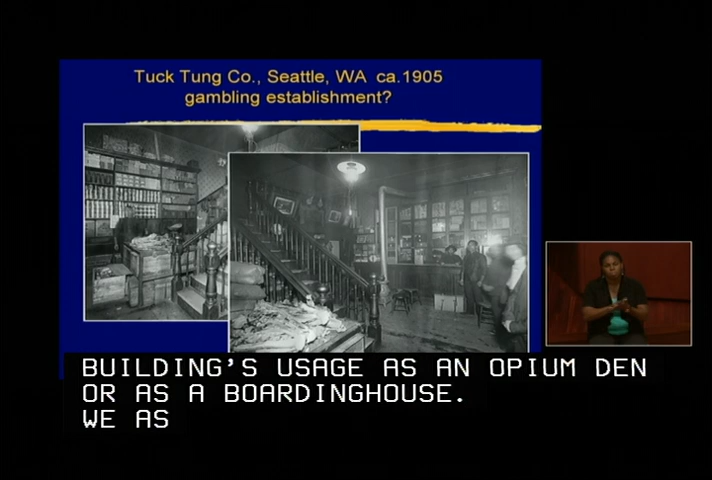 Tuck Tung Co., Seattle, WA ca.1905
gambling establishment?
BUILDING'S USAGE AS AN OPIUM DEN
OR AS A BOARDINGHOUSE.
WE AS